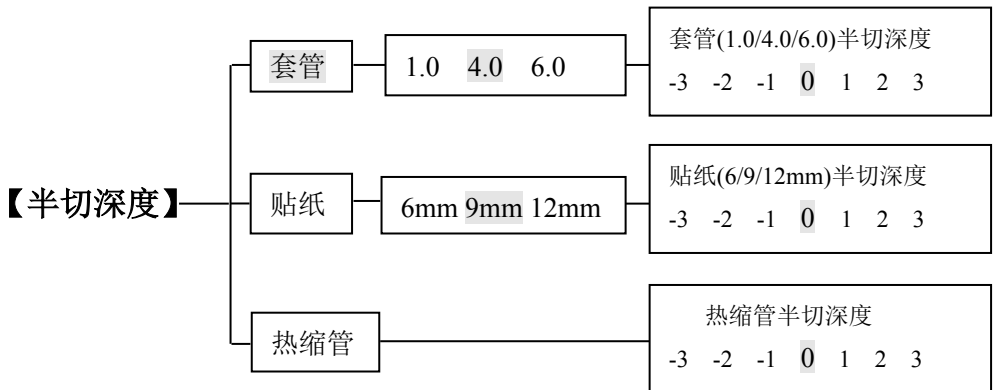 套管
1.0 4.0 6.0
套管(1.0/4.0/6.0)半切深度
-3 -2 -1 0 1 2 3
【半切深度】
贴纸
6mm 9mm 12mm
贴纸(6/9/12mm)半切深度
-3 -2 -1 0 1 2 3
热缩管
热缩管半切深度
-3 -2 -1 0 1 2 3